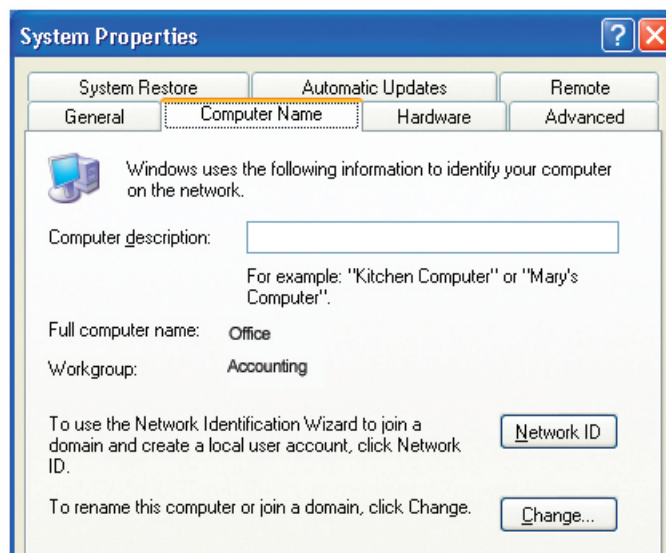 System Properties
System Restore
Automatic Updates
Remote
General
Computer Name
Hardware
Advanced
Windows uses the following information to identify your computer
on the network.
Computer description:
For example: "Kitchen Computer" or "Mary's
Computer".
Full computer name: Office
Workgroup: Accounting
To use the Network Identification Wizard to join a
domain and create a local user account, click Network
ID.
Network ID
To rename this computer or join a domain, click Change.
Change...